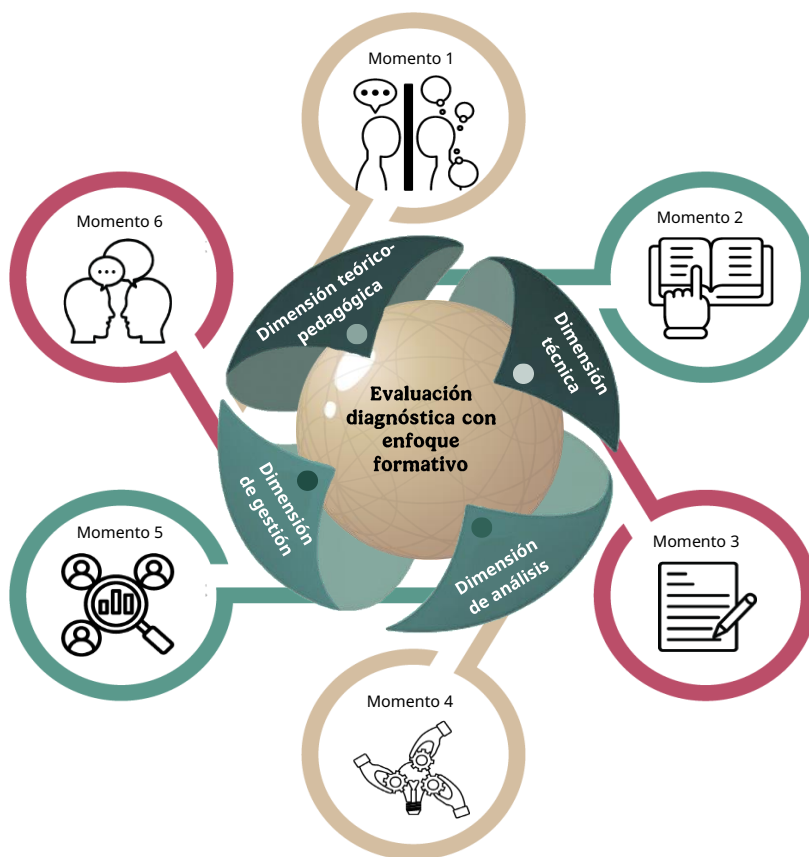 Momento 1
Momento 2
Momento 6
Dimensión teórico-
pedagógica
Dimensión
técnica
Evaluación
diagnóstica con
enfoque
formativo
Dimensión
de gestión
Dimensión
de análisis
Momento 5
Momento 3
Momento 4